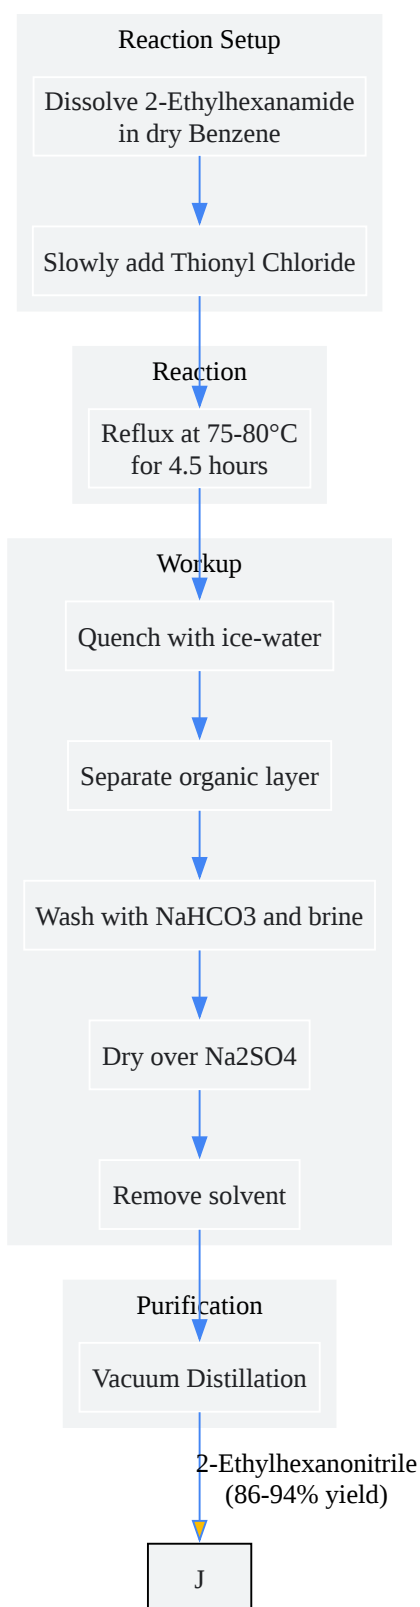 Reaction Setup
Dissolve 2-Ethylhexanamide
in dry Benzene
Slowly add Thionyl Chloride
Reaction
Reflux at 75-80°C
for 4.5 hours
Workup
Quench with ice-water
Separate organic layer
Wash with NaHCO3 and brine
Dry over Na2SO4
Remove solvent
Purification
Vacuum Distillation
2-Ethylhexanonitrile
(86-94% yield)
J